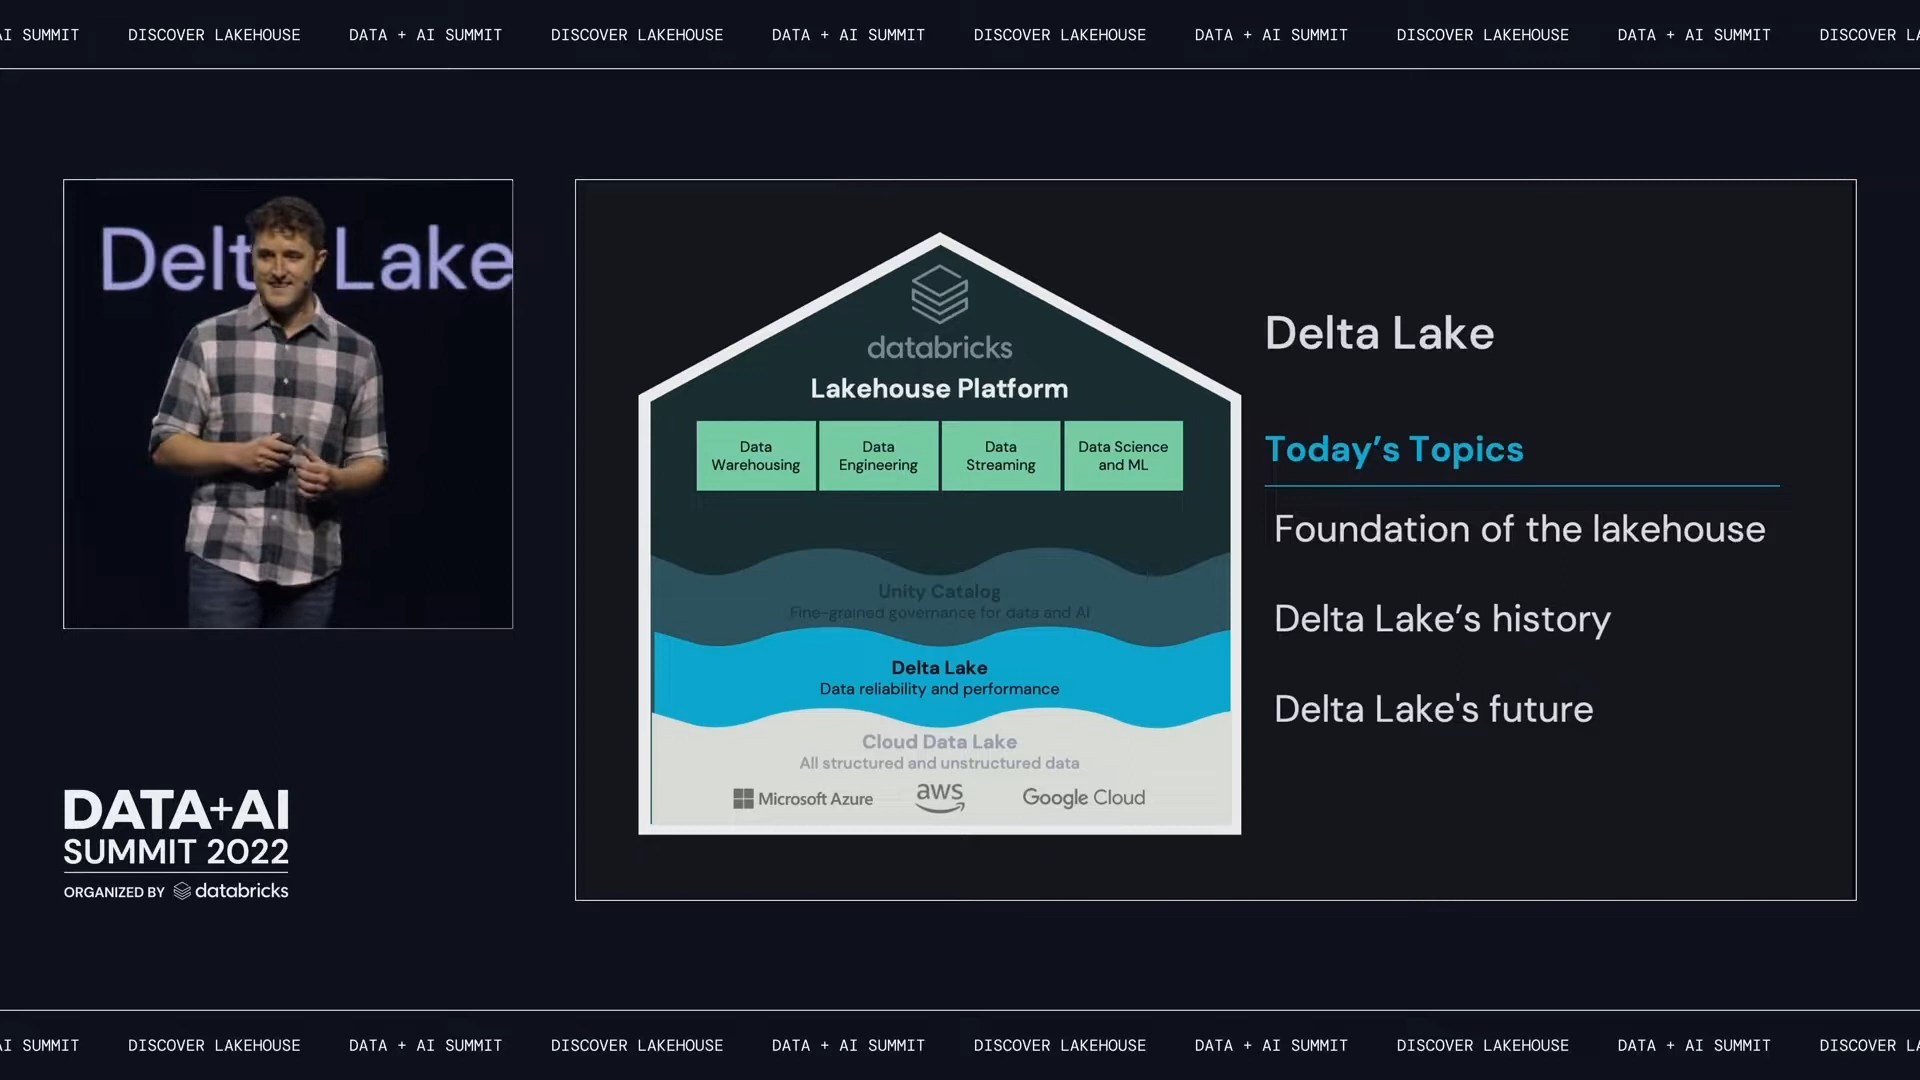 AI SUMMIT DISCOVER LAKEHOUSE DATA + AI SUMMIT DISCOVER LAKEHOUSE DATA + AI SUMMIT DISCOVER LAKEHOUSE DATA + AI SUMMIT DISCOVER LAKEHOUSE DATA + AI SUMMIT DISCOVER LA
Delt Lake
databricks
Lakehouse Platform
Data Warehousing
Data Engineering
Data Streaming
Data Science and ML
Unity Catalog
Fine-grained governance for data and AI
Delta Lake
Data reliability and performance
Cloud Data Lake
All structured and unstructured data
Microsoft Azure
aws
Google Cloud
Delta Lake
Today’s Topics
Foundation of the lakehouse
Delta Lake’s history
Delta Lake's future
DATA+AI
SUMMIT 2022
ORGANIZED BY databricks
AI SUMMIT DISCOVER LAKEHOUSE DATA + AI SUMMIT DISCOVER LAKEHOUSE DATA + AI SUMMIT DISCOVER LAKEHOUSE DATA + AI SUMMIT DISCOVER LAKEHOUSE DATA + AI SUMMIT DISCOVER LA